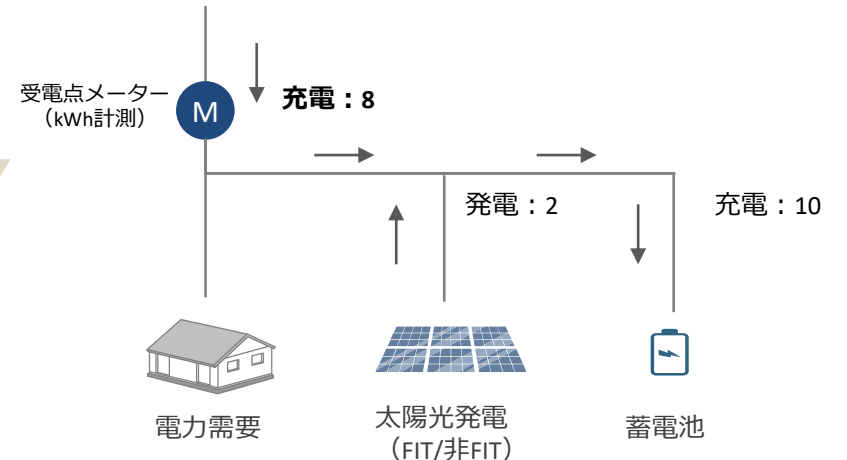 受電点メーター
（kWh計測）
M
充電：8
発電：2
充電：10
電力需要
太陽光発電
（FIT/非FIT）
蓄電池